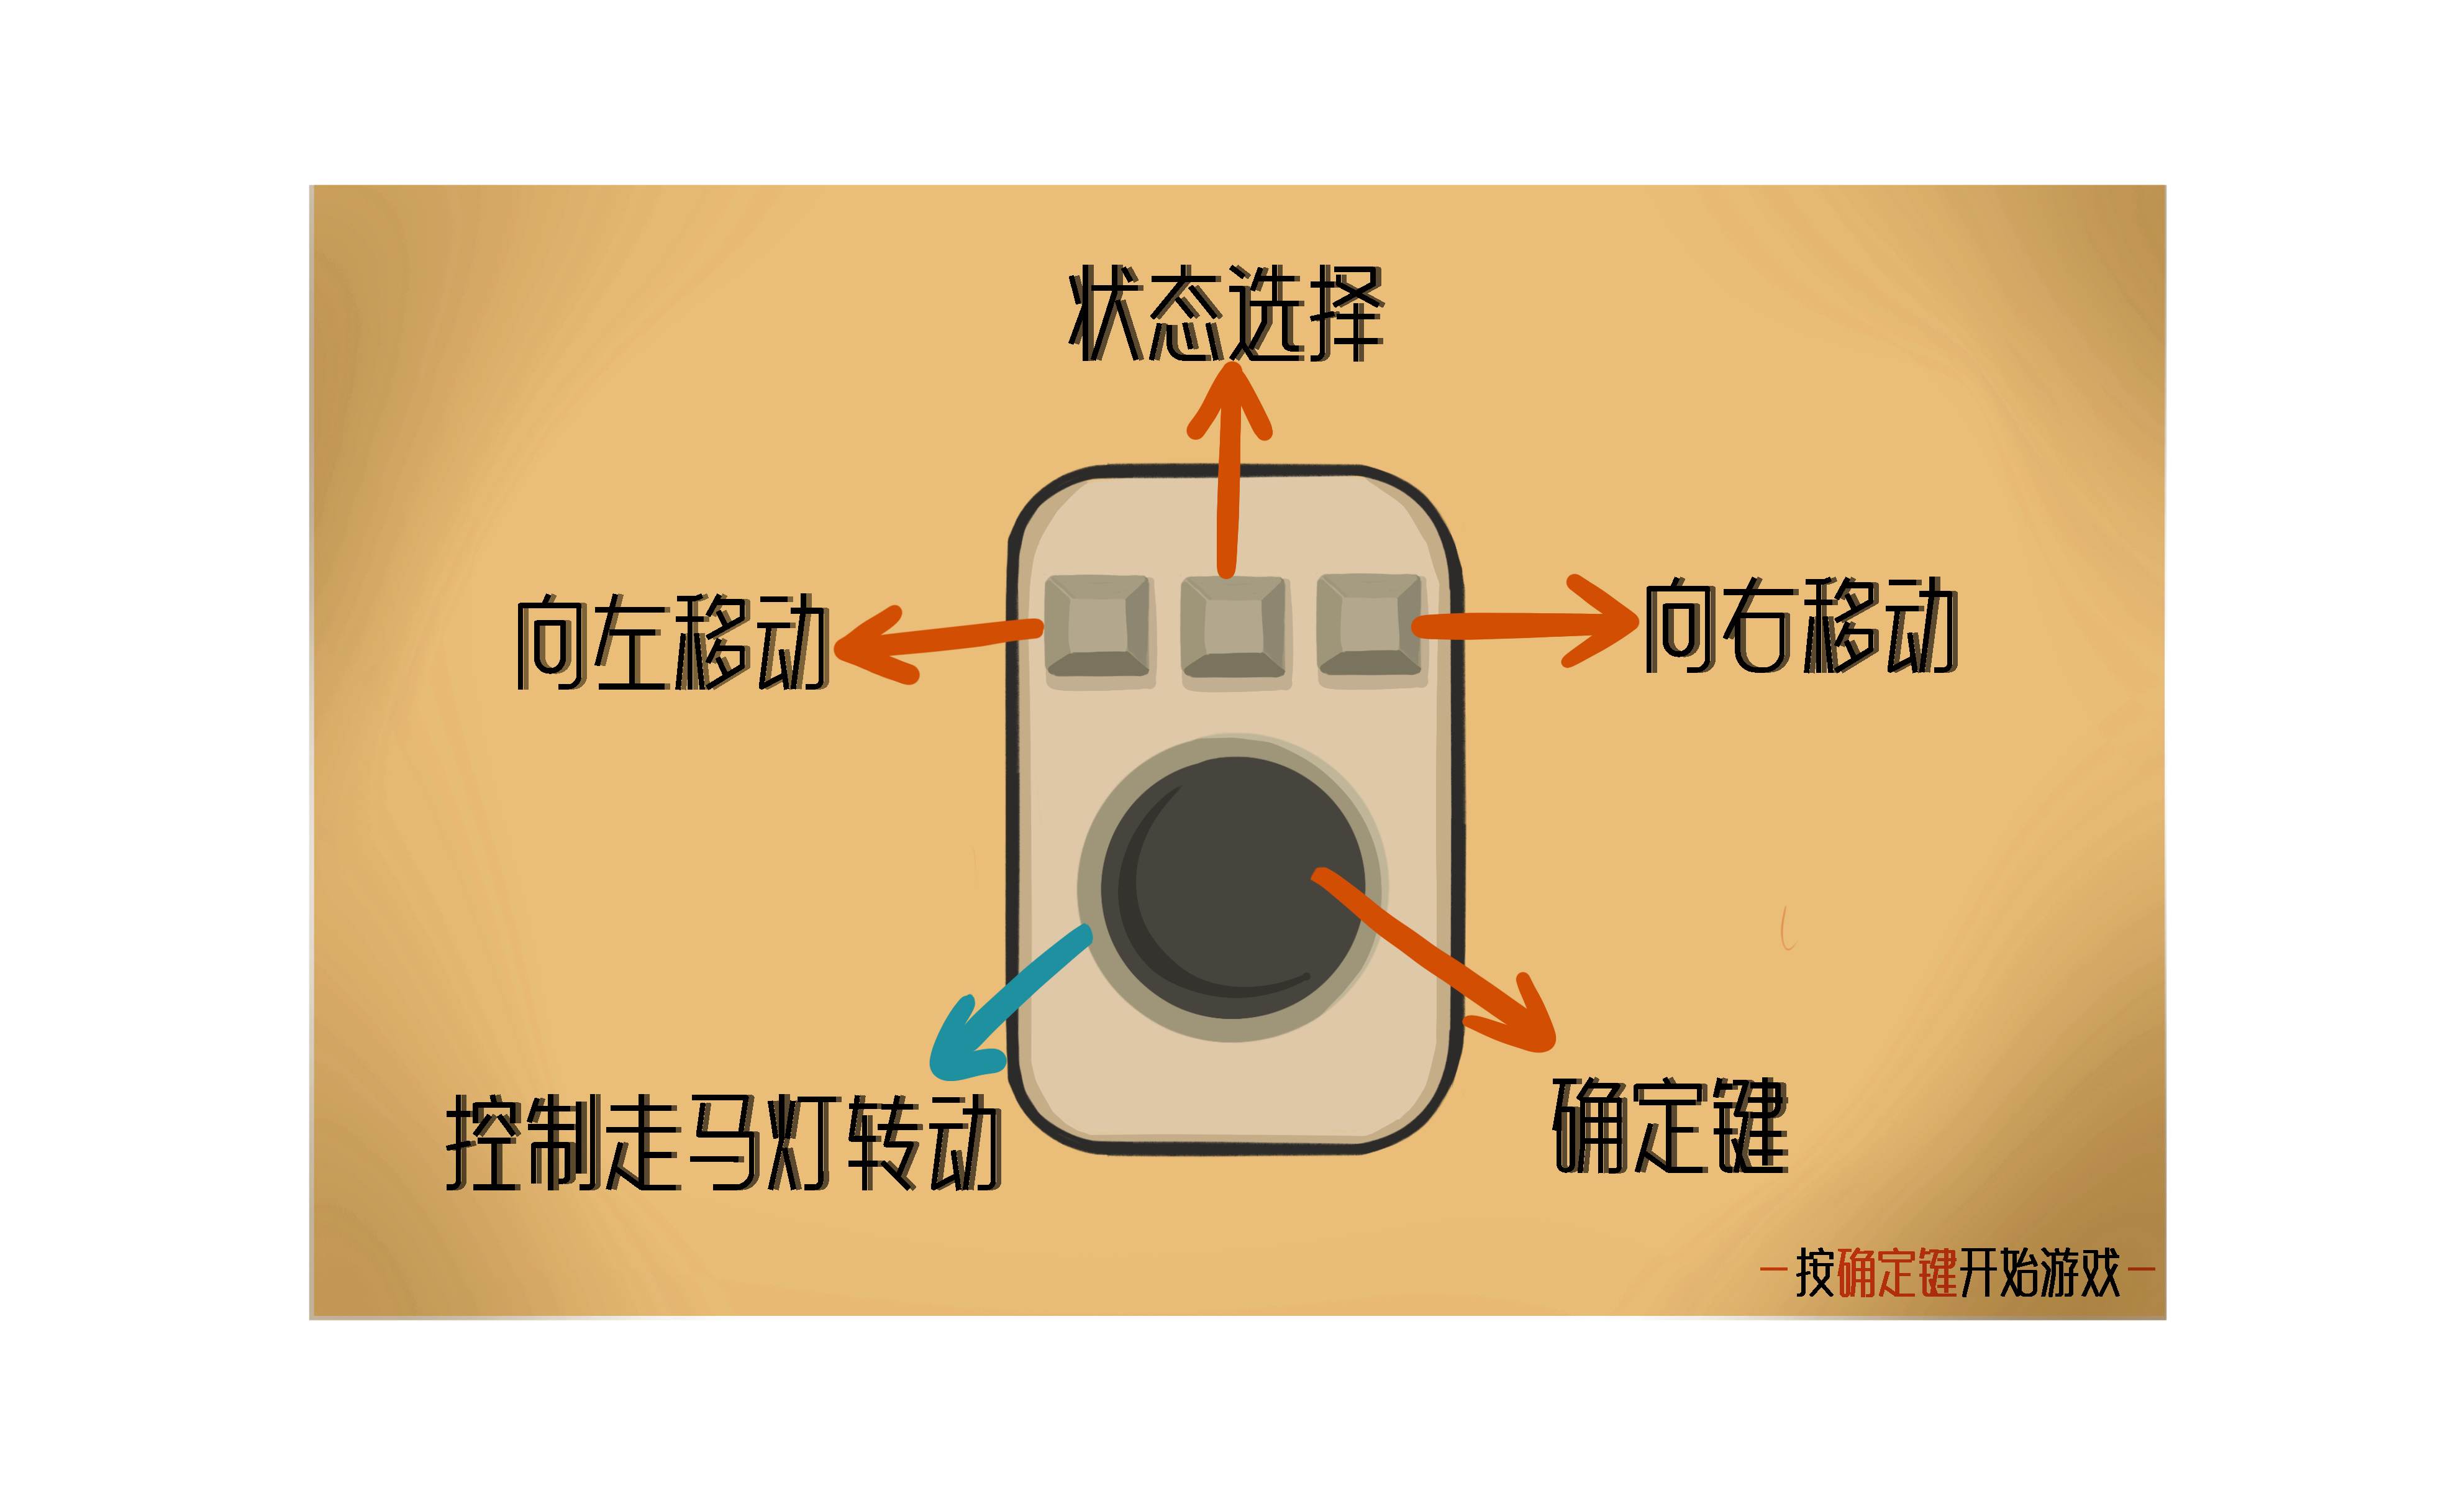 状态选择
向左移动
向右移动
控制走马灯转动
确定键
—按确定键开始游戏—